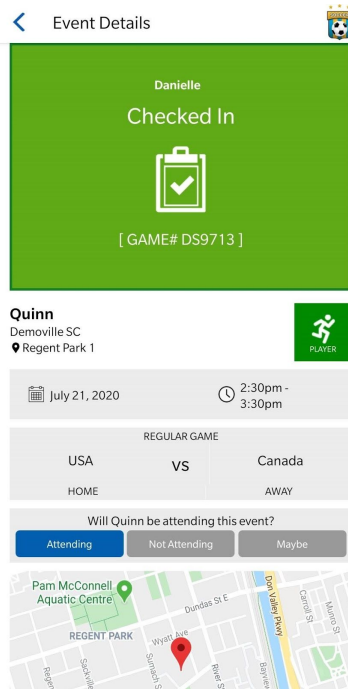 Event Details
Danielle
Checked In
[ GAME# DS9713 ]
Quinn
Demoville SC
Regent Park 1
PLAYER
July 21, 2020
2:30pm -
3:30pm
REGULAR GAME
USA
VS
Canada
HOME
AWAY
Will Quinn be attending this event?
Attending
Not Attending
Maybe
Pam McConnell
Aquatic Centre
Dundas St E
Don Valley Pkwy
Carroll St
Munro St
REGENT PARK
Wyatt Ave
Sackville
Sumach S
River S
Bayvie
Regen